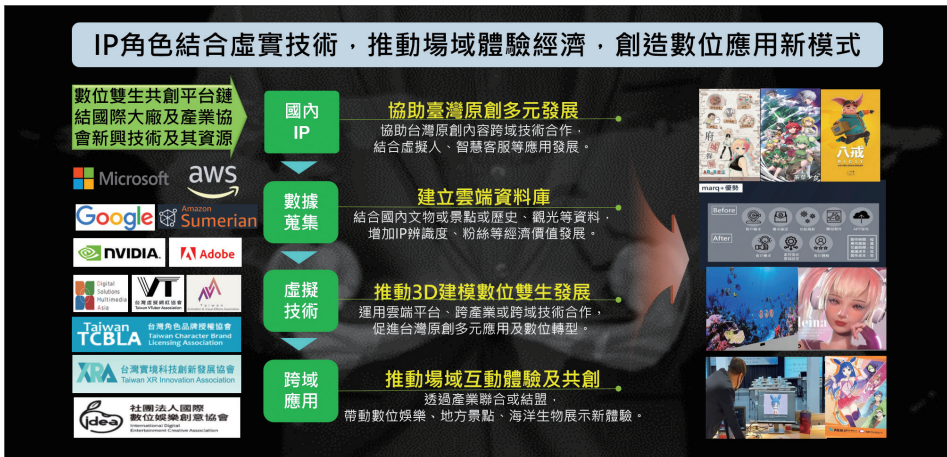 IP角色結合虛實技術，推動場域體驗經濟，創造數位應用新模式
數位雙生共創平台鏈
結國際大廠及產業協
會新興技術及其資源
Microsoft
aws
Google
Amazon
Sumerian
NVIDIA.
Adobe
Digital
Solutions
Multimedia
Asia
VT
台灣虛擬網紅協會
Taiwan VTuber Association
Taiwan
TCBLA
台灣角色品牌授權協會
Taiwan Character Brand
Licensing Association
XRA
台灣實境科技創新發展協會
Taiwan XR Innovation Association
idea
社團法人國際
數位娛樂創意協會
International Digital
Entertainment Creative Association
國內
IP
協助臺灣原創多元發展
協助台灣原創內容跨域技術合作，
結合虛擬人、智慧客服等應用發展。
數據
蒐集
建立雲端資料庫
結合國內文物或景點或歷史、觀光等資料，
增加IP辨識度、粉絲等經濟價值發展。
虛擬
技術
推動3D建模數位雙生發展
運用雲端平台、跨產業或跨域技術合作，
促進台灣原創多元應用及數位轉型。
跨域
應用
推動場域互動體驗及共創
透過產業聯合或結盟，
帶動數位娛樂、地方景點、海洋生物展示新體驗。
八戒
marq+優勢
Before
After